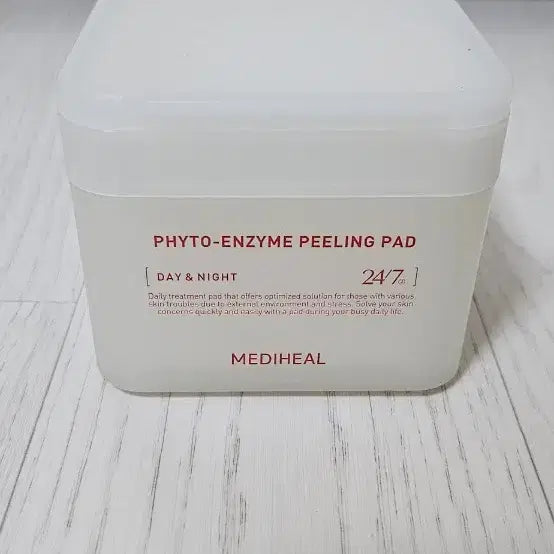 PHYTO-ENZYME PEELING PAD
[ DAY & NIGHT 24/7 ]
Daily treatment pad that offers optimized solution for those with various
skin troubles due to external environment and stress. Solve your skin
concerns quickly and easily with a pad during your busy daily life.
MEDIHEAL